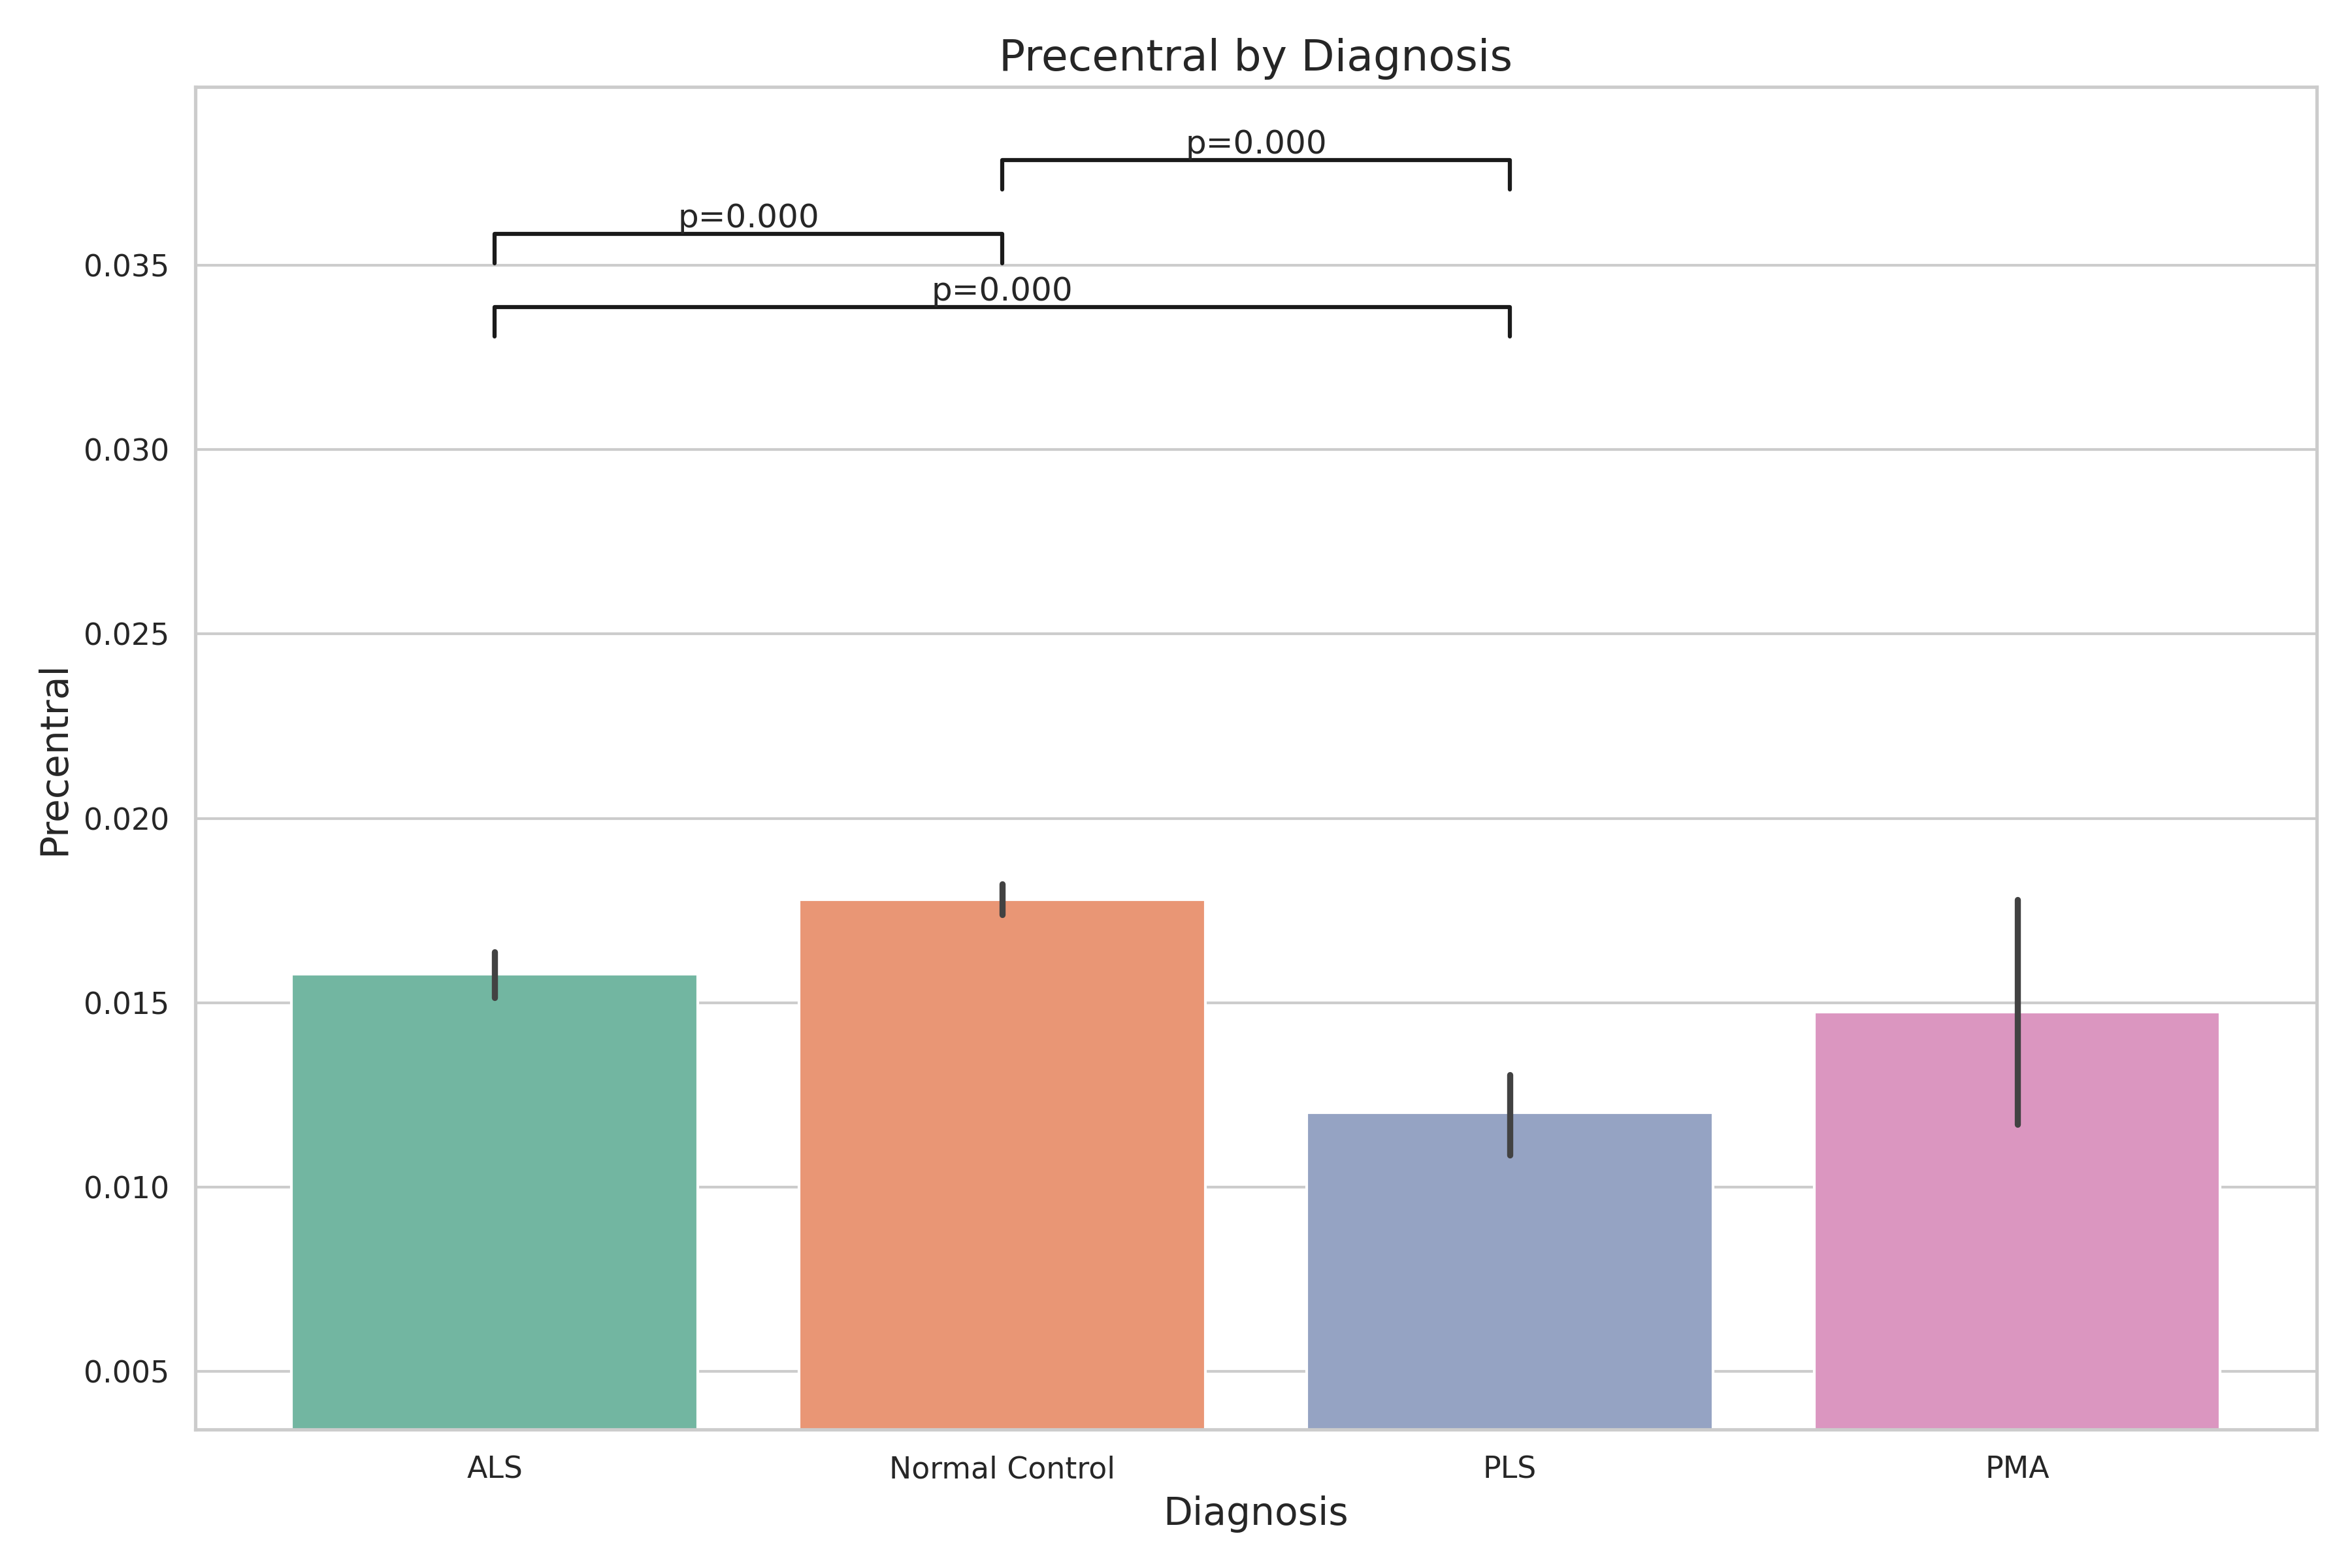 Precentral by Diagnosis
p=0.000
p=0.000
p=0.000
0.035
0.030
0.025
0.020
0.015
0.010
0.005
Precentral
ALS
Normal Control
PLS
PMA
Diagnosis